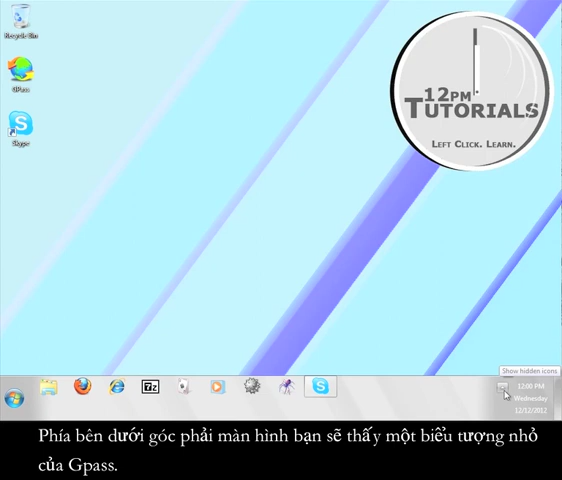 Recycle Bin
GPass
Skype
12PM
TUTORIALS
LEFT CLICK. LEARN.
Show hidden icons
7z
12:00 PM
Wednesday
12/12/2012
Phía bên dưới góc phải màn hình bạn sẽ thấy một biểu tượng nhỏ
của Gpass.